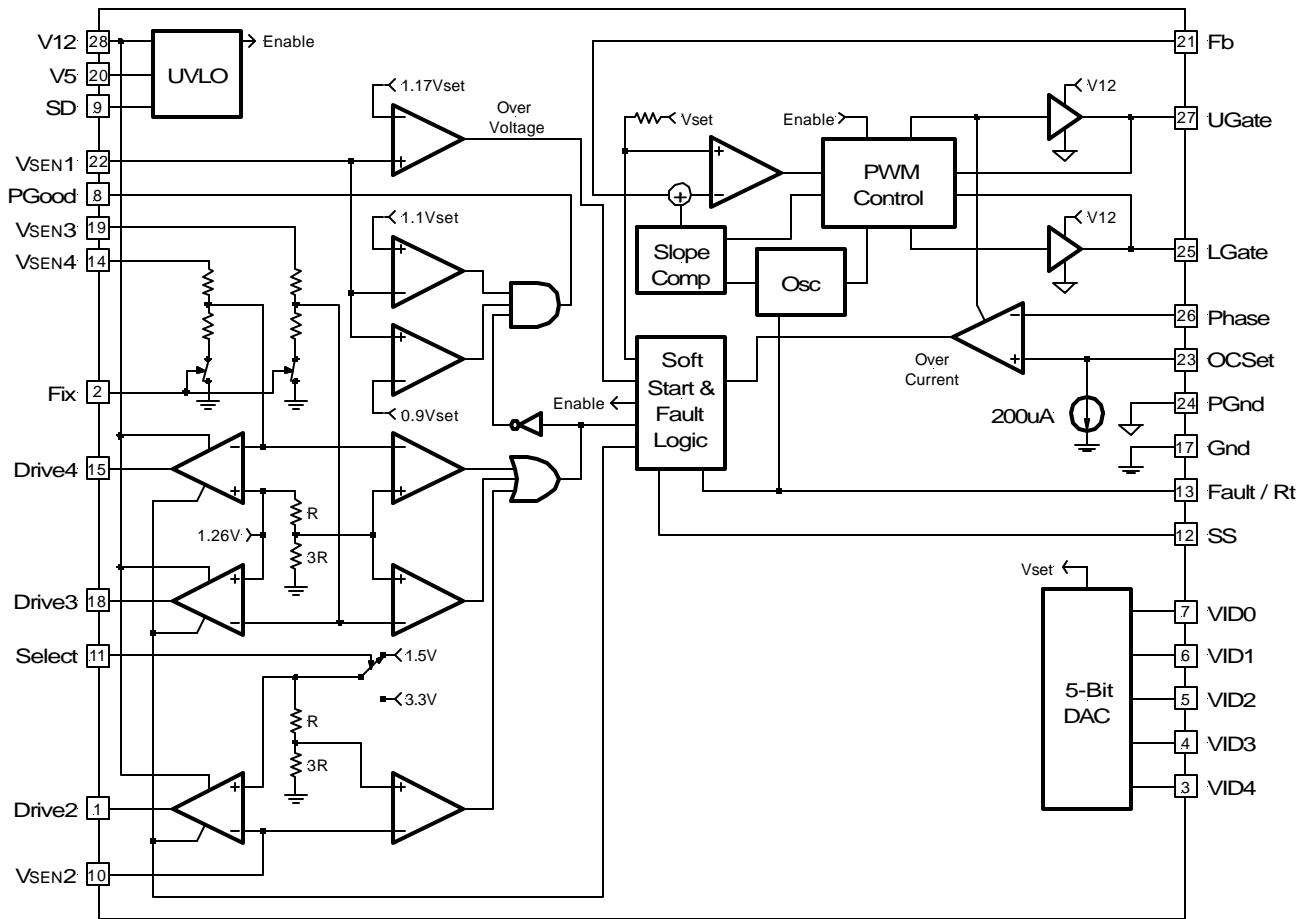 V12 28
UVLO
Enable
V5 20
SD 9
VSEN1 22
PGood 8
VSEN3 19
VSEN4 14
Fix 2
Drive4 15
Drive3 18
Select 11
Drive2 1
VSEN2 10
1.17Vset
Over
Voltage
+
1.1Vset
+
+
0.9Vset
+
+
R
3R
1.26V
+
+
1.5V
3.3V
R
3R
+
+
Vset
+
+
Slope
Comp
Enable
PWM
Control
Osc
V12
V12
Over
Current
+
Soft
Start &
Fault
Logic
Enable
200uA
Vset
5-Bit
DAC
21 Fb
27 UGate
25 LGate
26 Phase
23 OCSet
24 PGnd
17 Gnd
13 Fault / Rt
12 SS
7 VID0
6 VID1
5 VID2
4 VID3
3 VID4